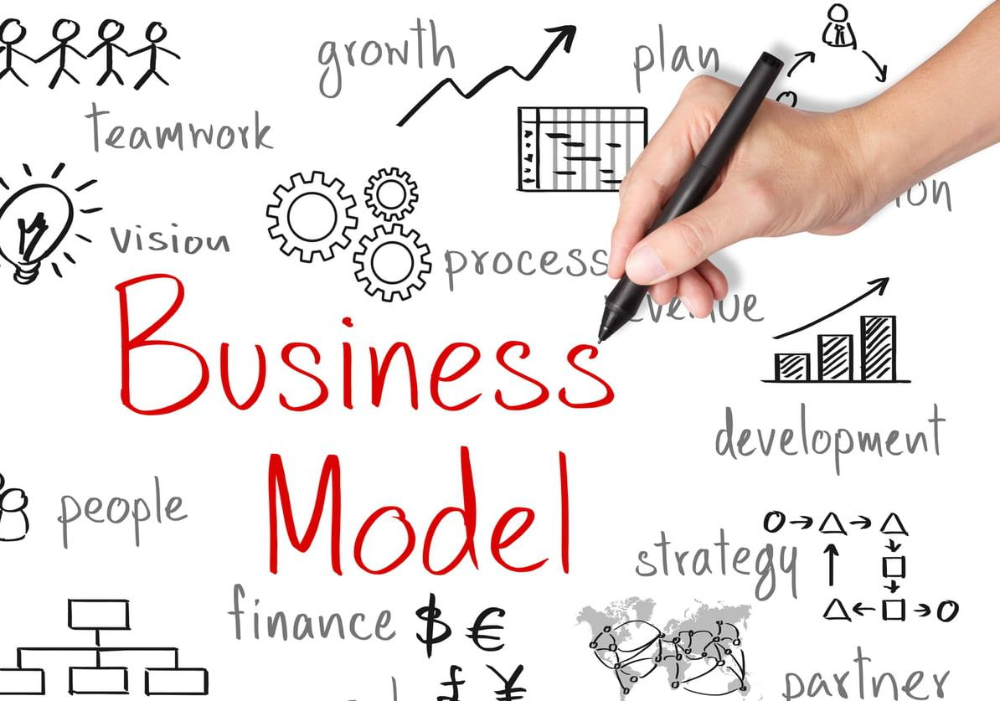 growth
plan
teamwork
vision
process
Business
development
Model
people
strategy
finance $ €
£ ¥
partner